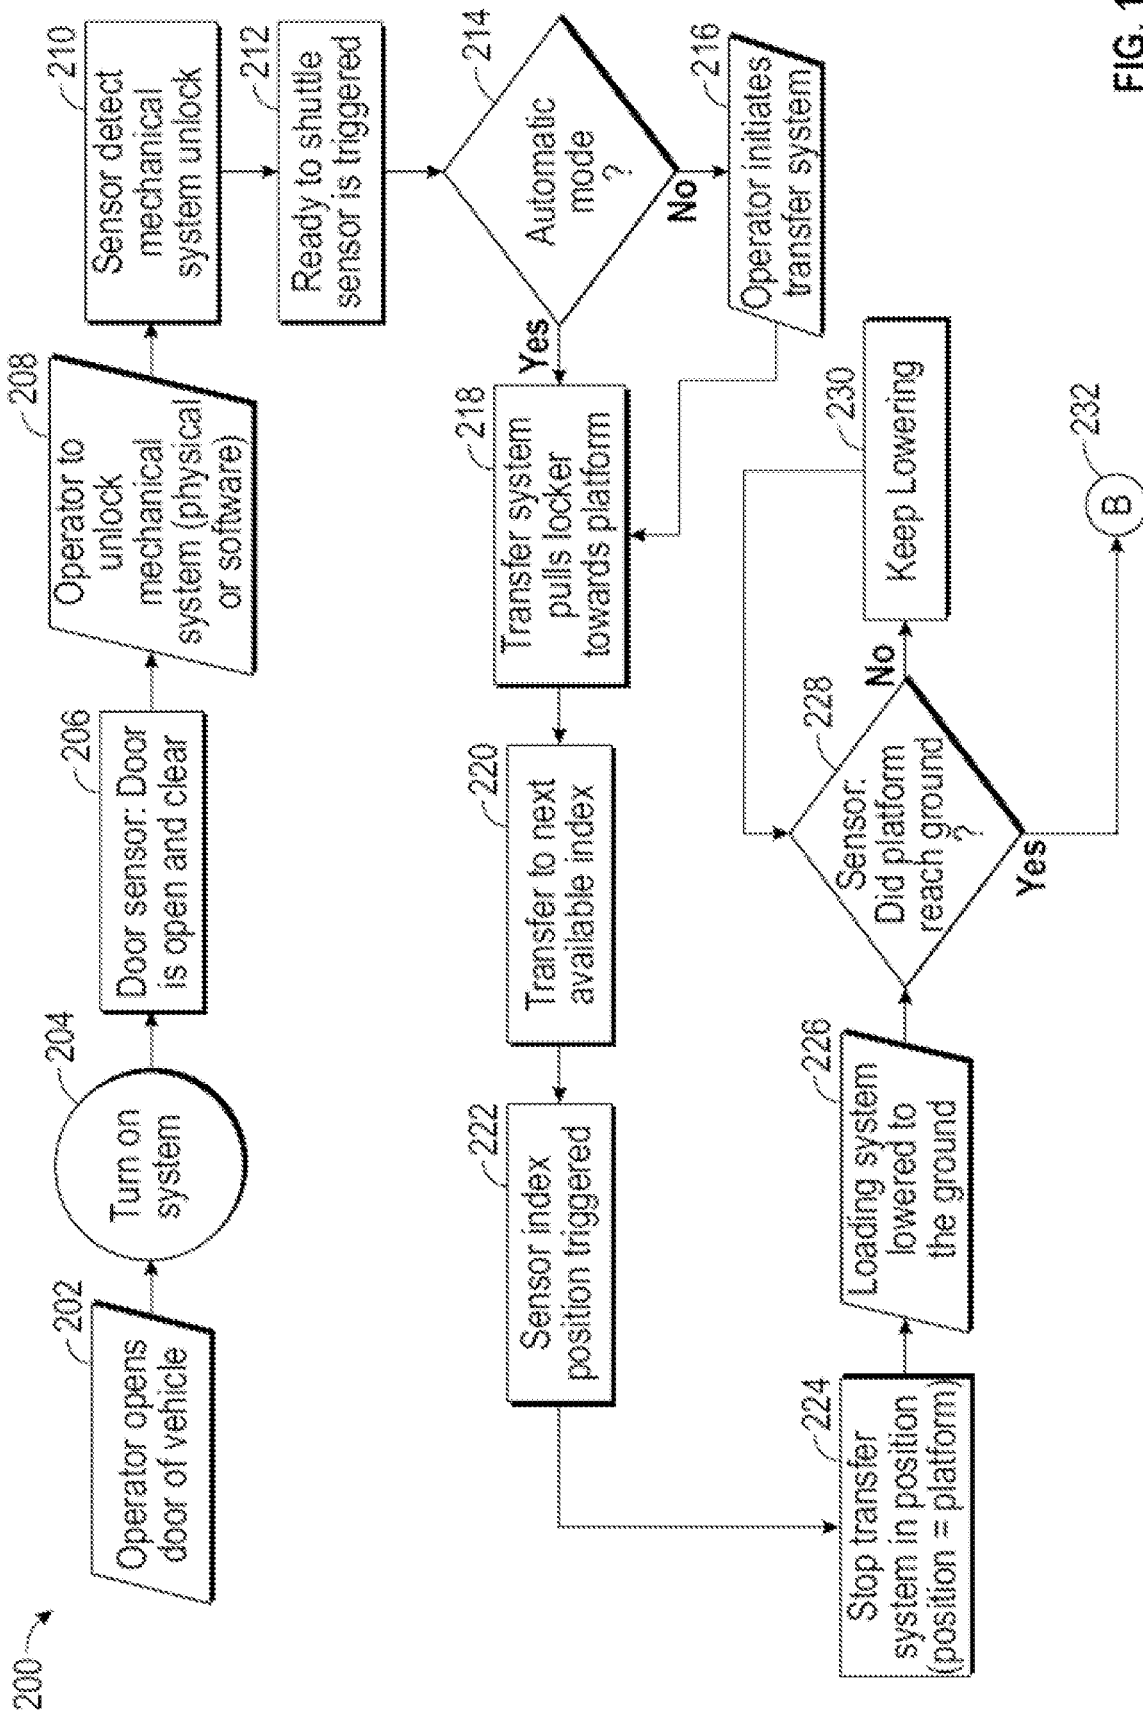 200
202
Operator opens
door of vehicle
204
Turn on
system
206
Door sensor: Door
is open and clear
208
Operator to
unlock
mechanical
system (physical
or software)
210
Sensor detect
mechanical
system unlock
212
Ready to shuttle
sensor is triggered
214
Automatic
mode
?
Yes
No
216
Operator initiates
transfer system
218
Transfer system
pulls locker
towards platform
220
Transfer to next
available index
222
Sensor index
position triggered
224
Stop transfer
system in position
(position = platform)
226
Loading system
lowered to
the ground
228
Sensor:
Did platform
reach ground
?
No
Yes
230
Keep Lowering
232
B
FIG. 1